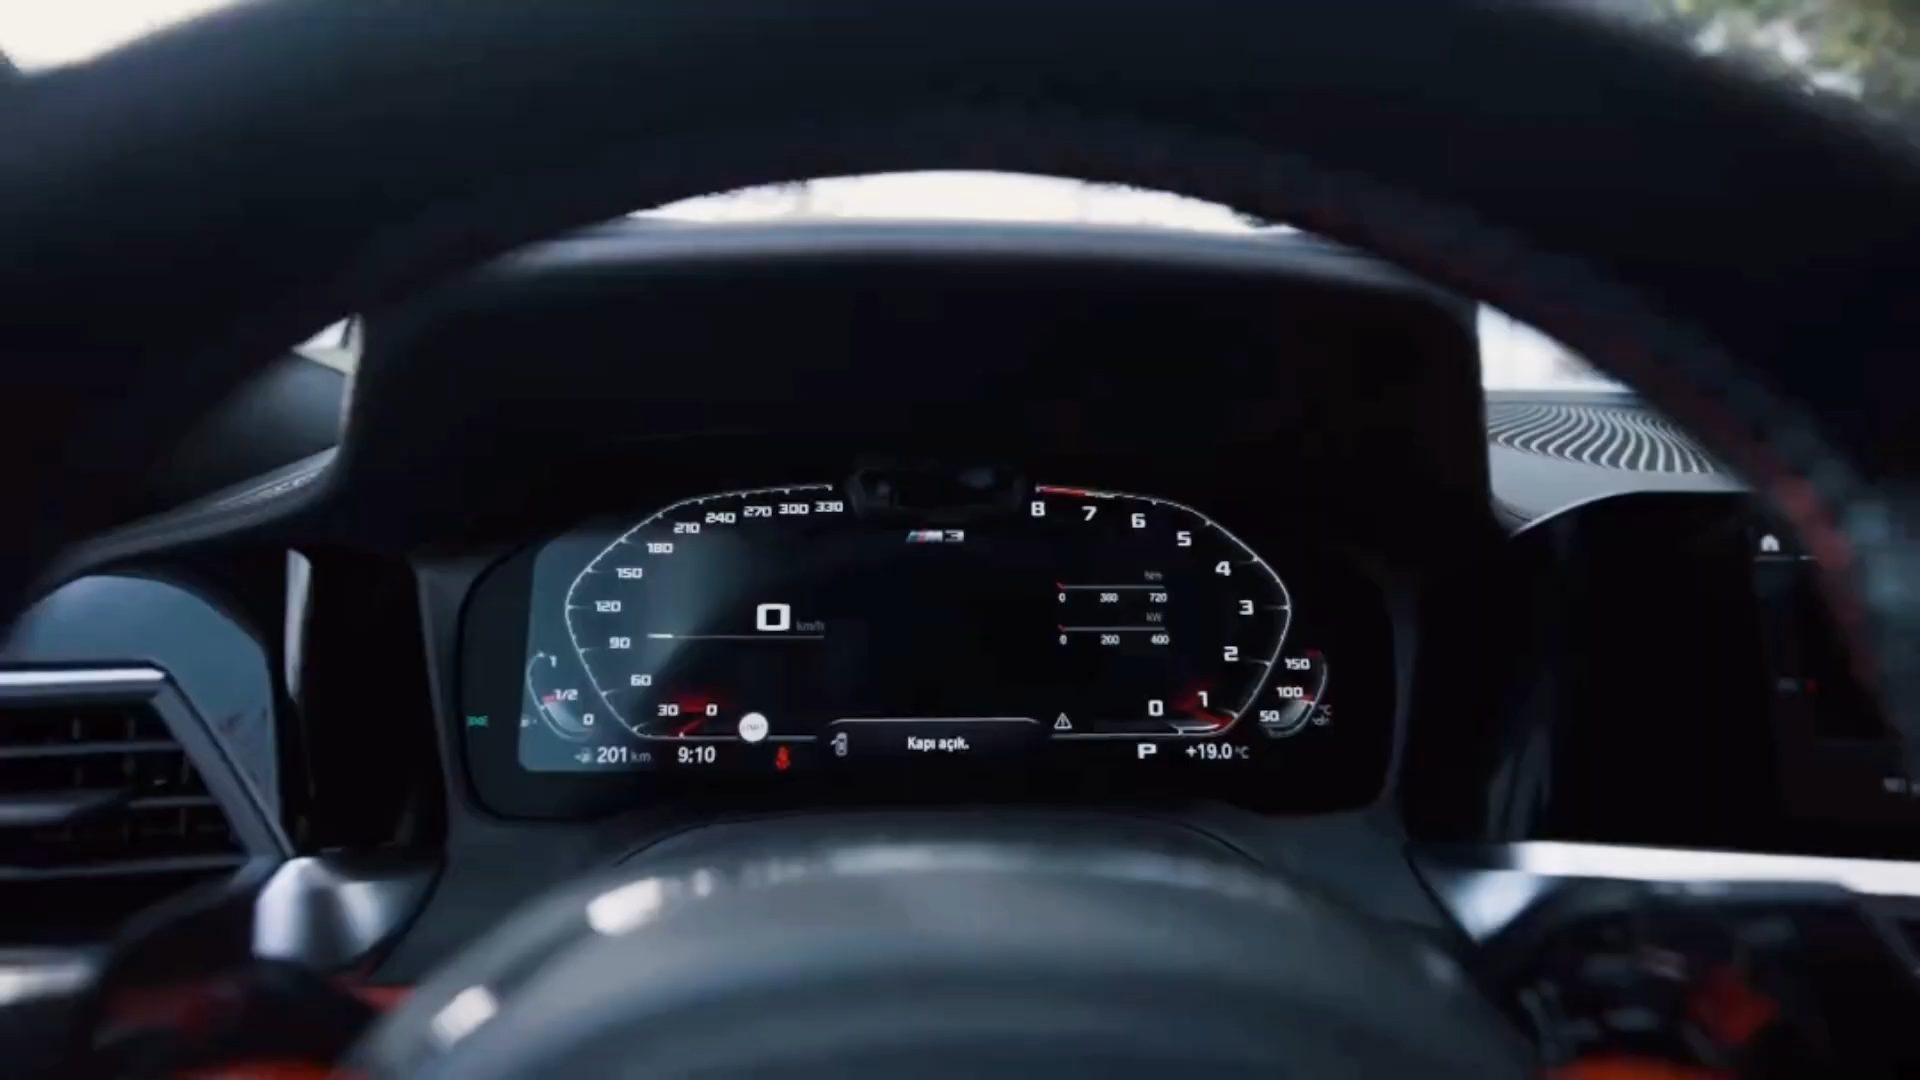 330
300
270
240
210
180
150
120
90
60
30
0
M3
8
7
6
5
4
3
2
1
0
0 km/h
Nm
0 360 720
kW
0 200 400
1
1/2
0
150
100
50
°C
START
201 km
9:10
Kapı açık.
P
+19.0 °C